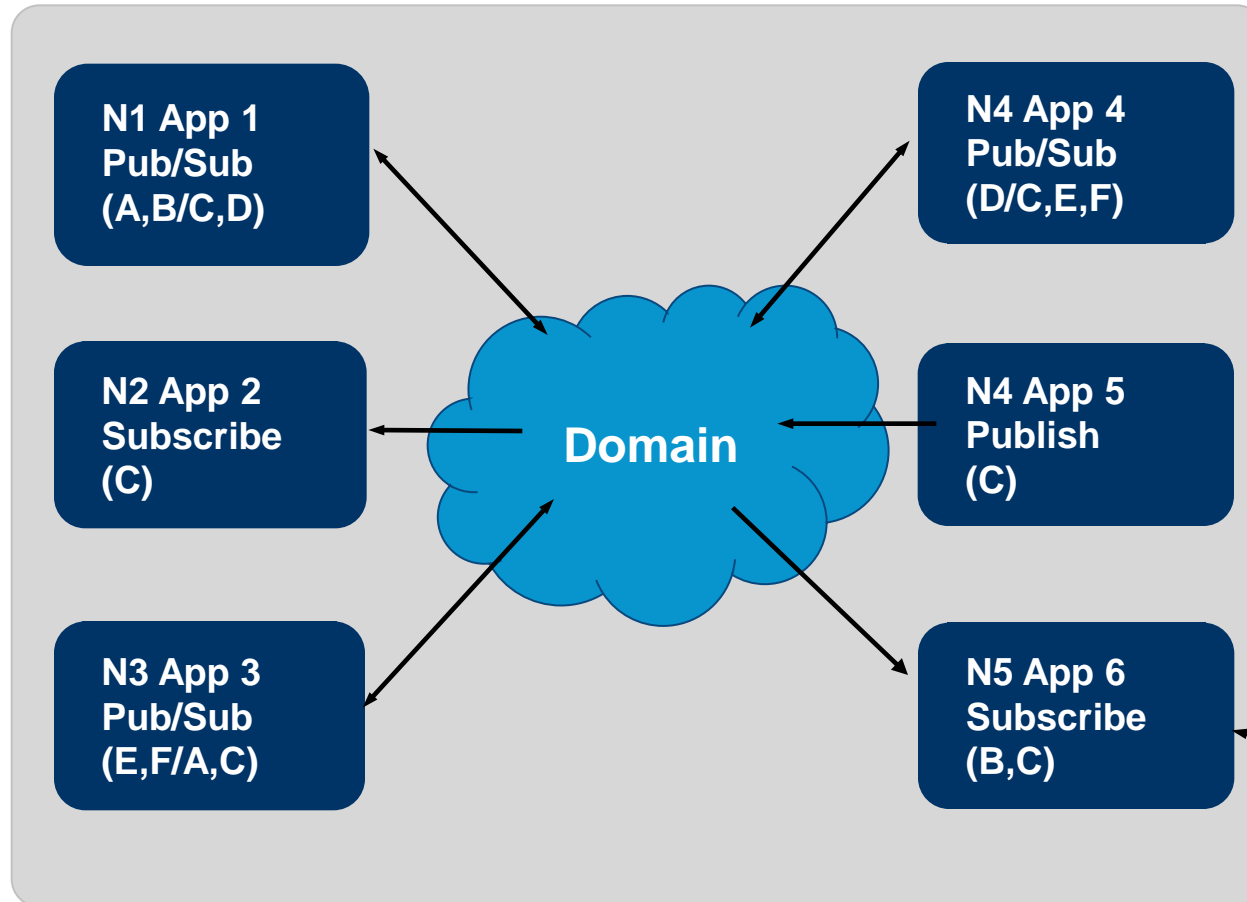 N1 App 1
Pub/Sub
(A,B/C,D)
N4 App 4
Pub/Sub
(D/C,E,F)
N2 App 2
Subscribe
(C)
Domain
N4 App 5
Publish
(C)
N3 App 3
Pub/Sub
(E,F/A,C)
N5 App 6
Subscribe
(B,C)